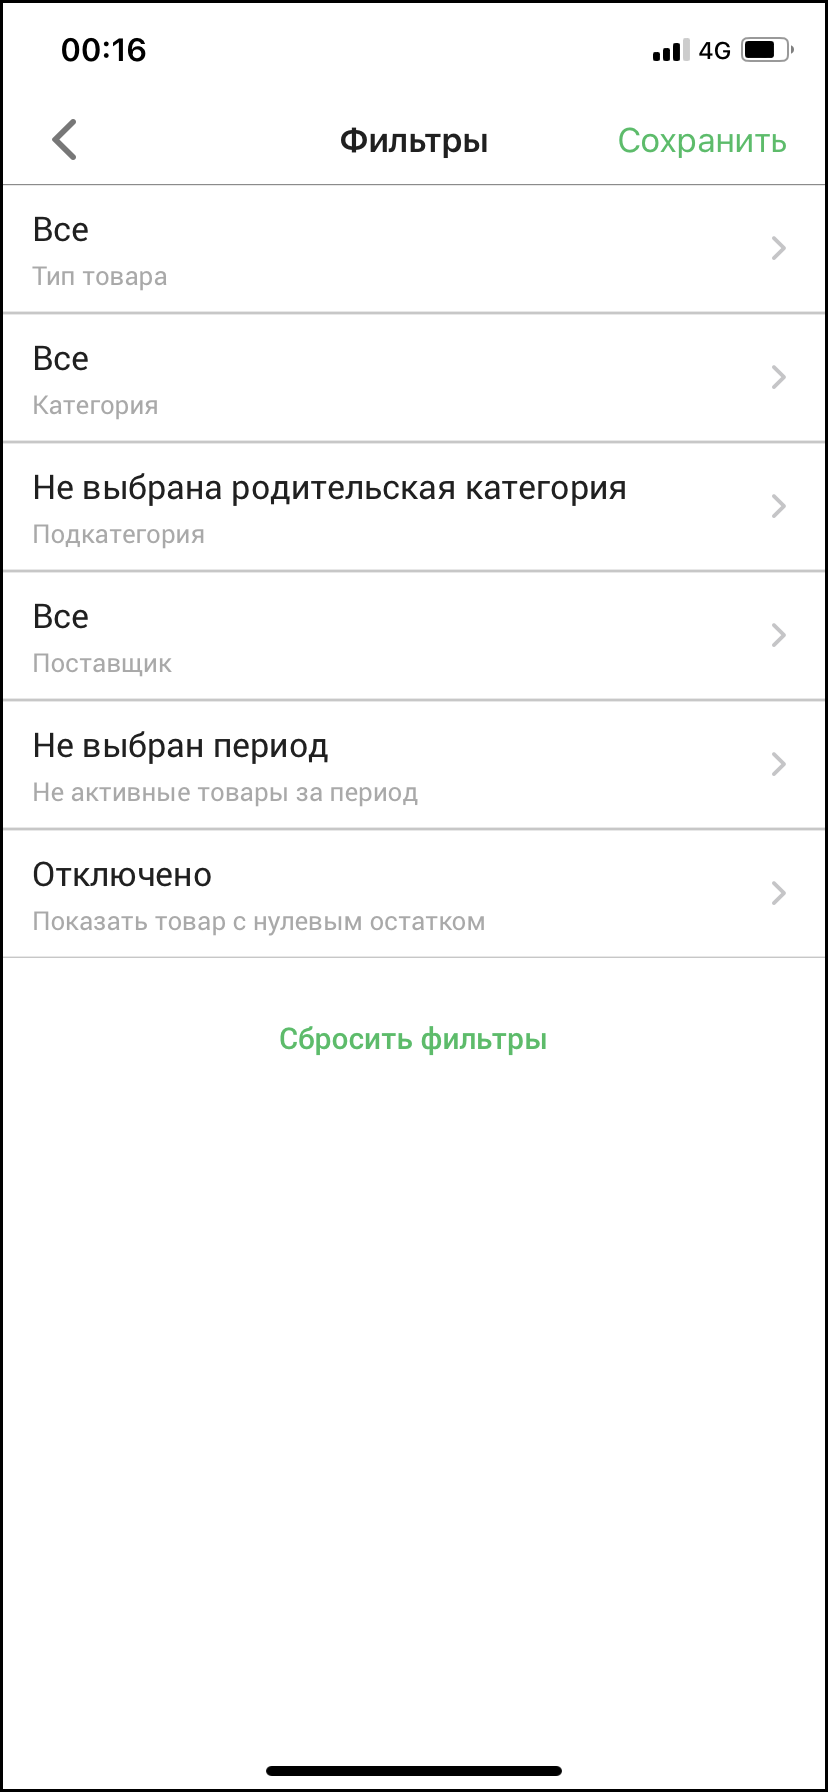 00:16
4G
Фильтры
Сохранить
Все
Тип товара
Все
Категория
Не выбрана родительская категория
Подкатегория
Все
Поставщик
Не выбран период
Не активные товары за период
Отключено
Показать товар с нулевым остатком
Сбросить фильтры